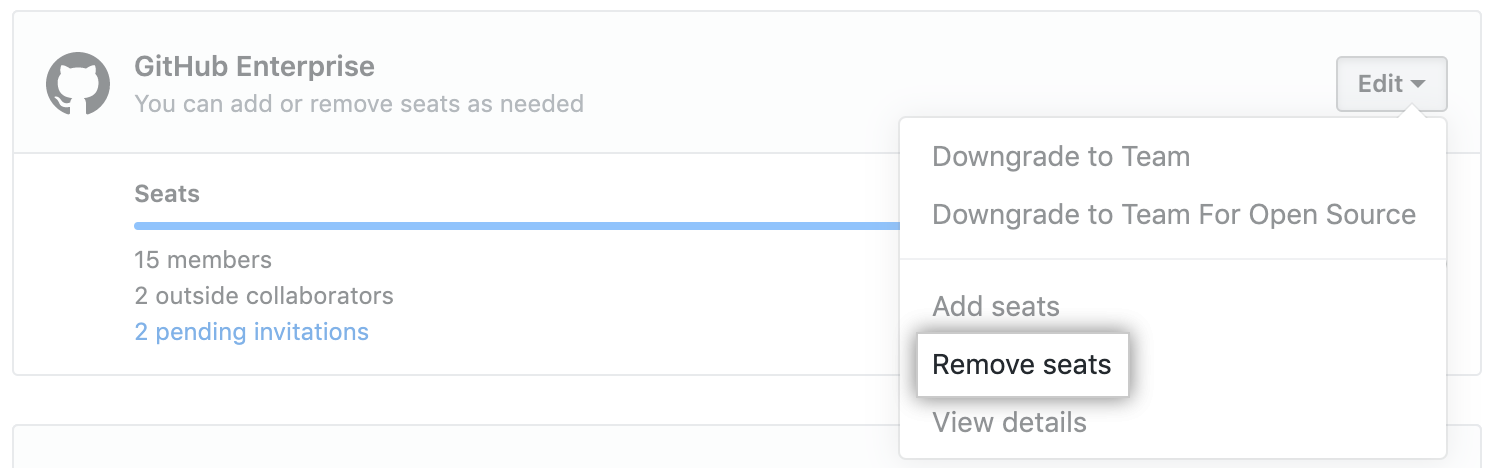 GitHub Enterprise
You can add or remove seats as needed
Edit
Downgrade to Team
Downgrade to Team For Open Source
Seats
15 members
2 outside collaborators
2 pending invitations
Add seats
Remove seats
View details